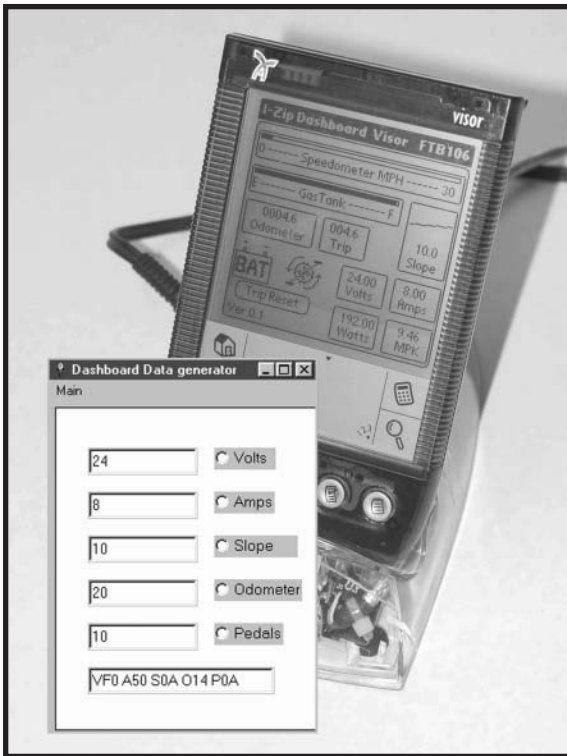 VISOR
I-Zip Dashboard Visor FTB106
0 ------ Speedometer MPH ------ 30
E ------ GasTank ------ F
0004.6
Odometer
004.6
Trip
10.0
Slope
BAT
24.00
Volts
8.00
Amps
Trip Reset
192.00
Watts
9.46
MPK
Ver 0.1
Dashboard Data generator
Main
24
Volts
8
Amps
10
Slope
20
Odometer
10
Pedals
VF0 A50 S0A O14 P0A